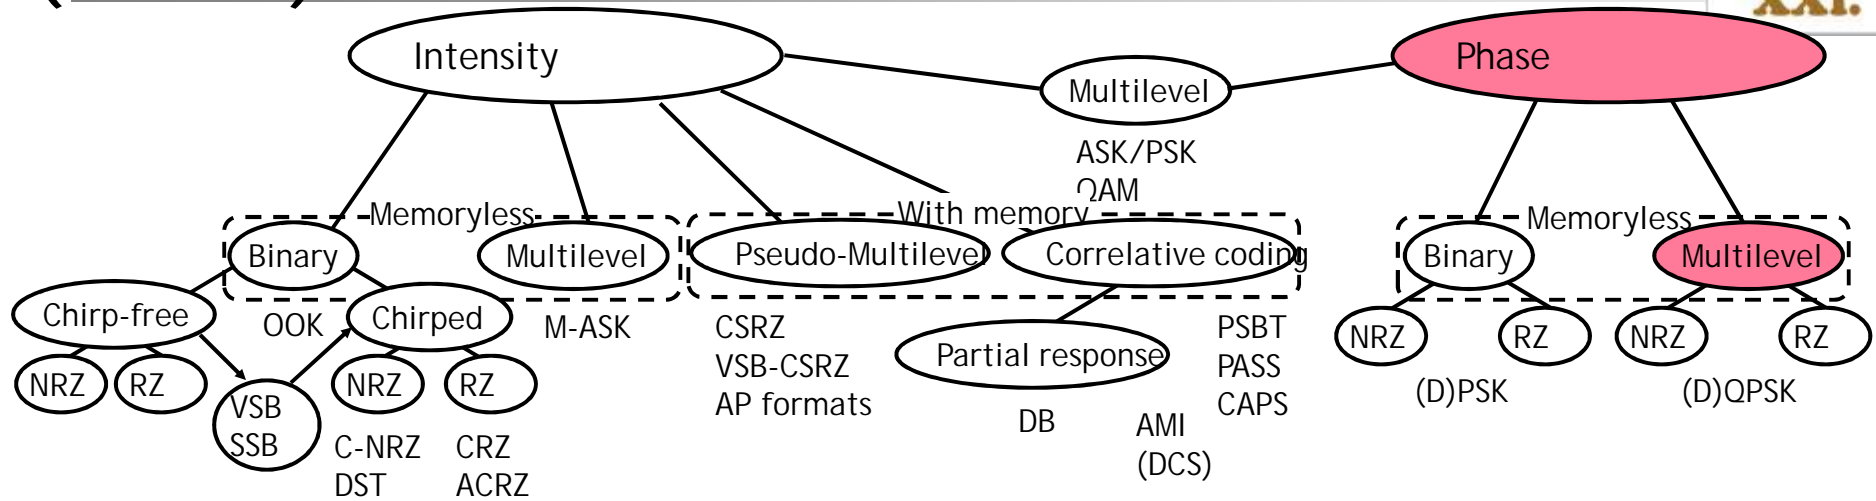 XXI.
Intensity
Phase
Multilevel
ASK/PSK
QAM
Memoryless
With memory
Memoryless
Binary
Multilevel
Pseudo-Multilevel
Correlative coding
Binary
Multilevel
Chirp-free
OOK
Chirped
M-ASK
CSRZ
VSB-CSRZ
AP formats
Partial response
PSBT
PASS
CAPS
NRZ
RZ
NRZ
RZ
NRZ
RZ
NRZ
RZ
(D)PSK
(D)QPSK
VSB
SSB
C-NRZ
DST
CRZ
ACRZ
DB
AMI
(DCS)